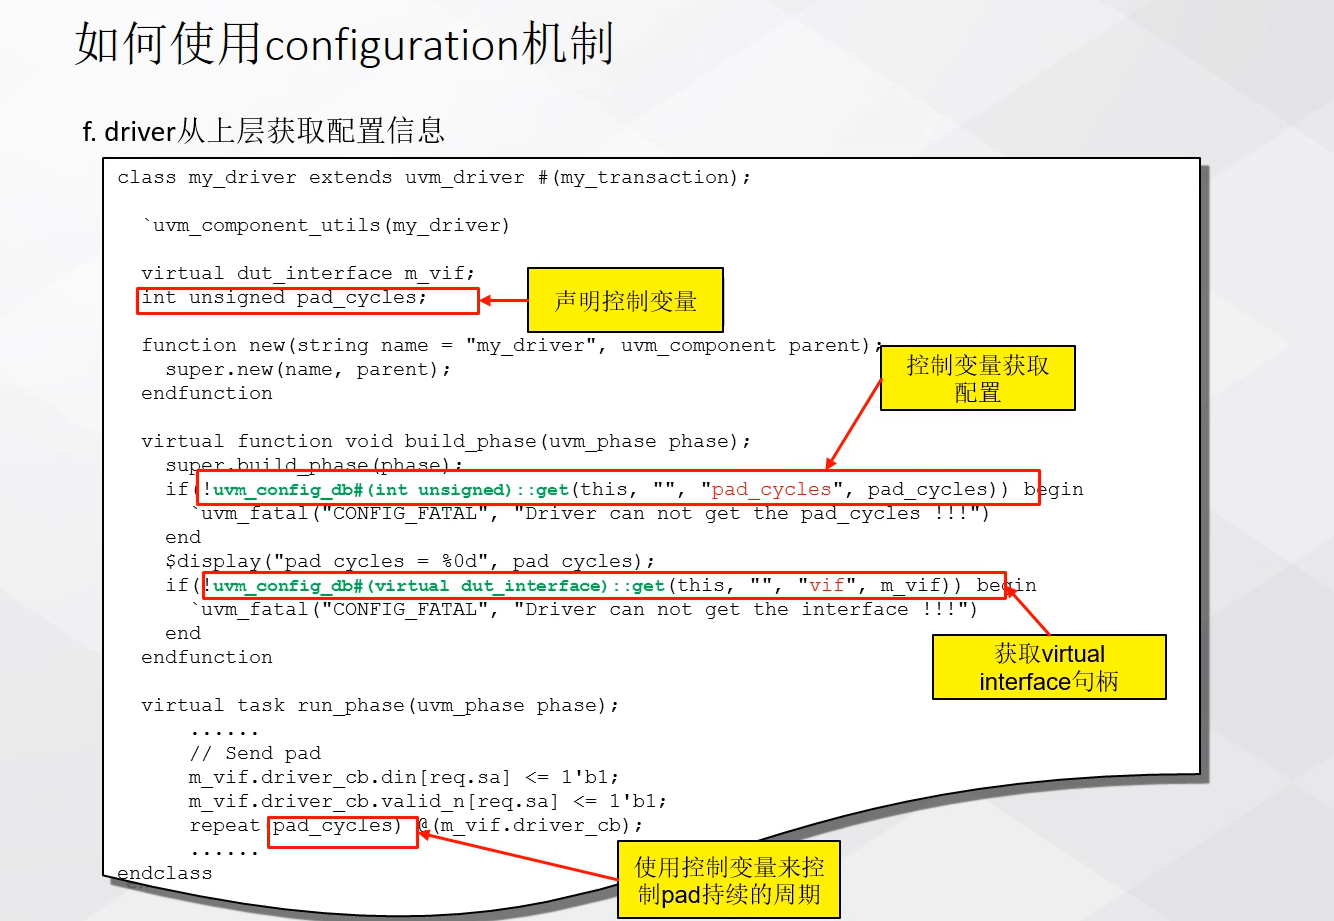 如何使用configuration机制
f. driver从上层获取配置信息
class my_driver extends uvm_driver #(my_transaction);
`uvm_component_utils(my_driver)
virtual dut_interface m_vif;
int unsigned pad_cycles;
声明控制变量
function new(string name = "my_driver", uvm_component parent);
super.new(name, parent);
endfunction
控制变量获取
配置
virtual function void build_phase(uvm_phase phase);
super.build_phase(phase);
if(!uvm_config_db#(int unsigned)::get(this, "", "pad_cycles", pad_cycles)) begin
`uvm_fatal("CONFIG_FATAL", "Driver can not get the pad_cycles !!!")
end
$display("pad_cycles = %0d", pad_cycles);
if(!uvm_config_db#(virtual dut_interface)::get(this, "", "vif", m_vif)) begin
`uvm_fatal("CONFIG_FATAL", "Driver can not get the interface !!!")
end
endfunction
获取virtual
interface句柄
virtual task run_phase(uvm_phase phase);
......
// Send pad
m_vif.driver_cb.din[req.sa] <= 1'b1;
m_vif.driver_cb.valid_n[req.sa] <= 1'b1;
repeat(pad_cycles) @(m_vif.driver_cb);
......
使用控制变量来控
制pad持续的周期
endclass